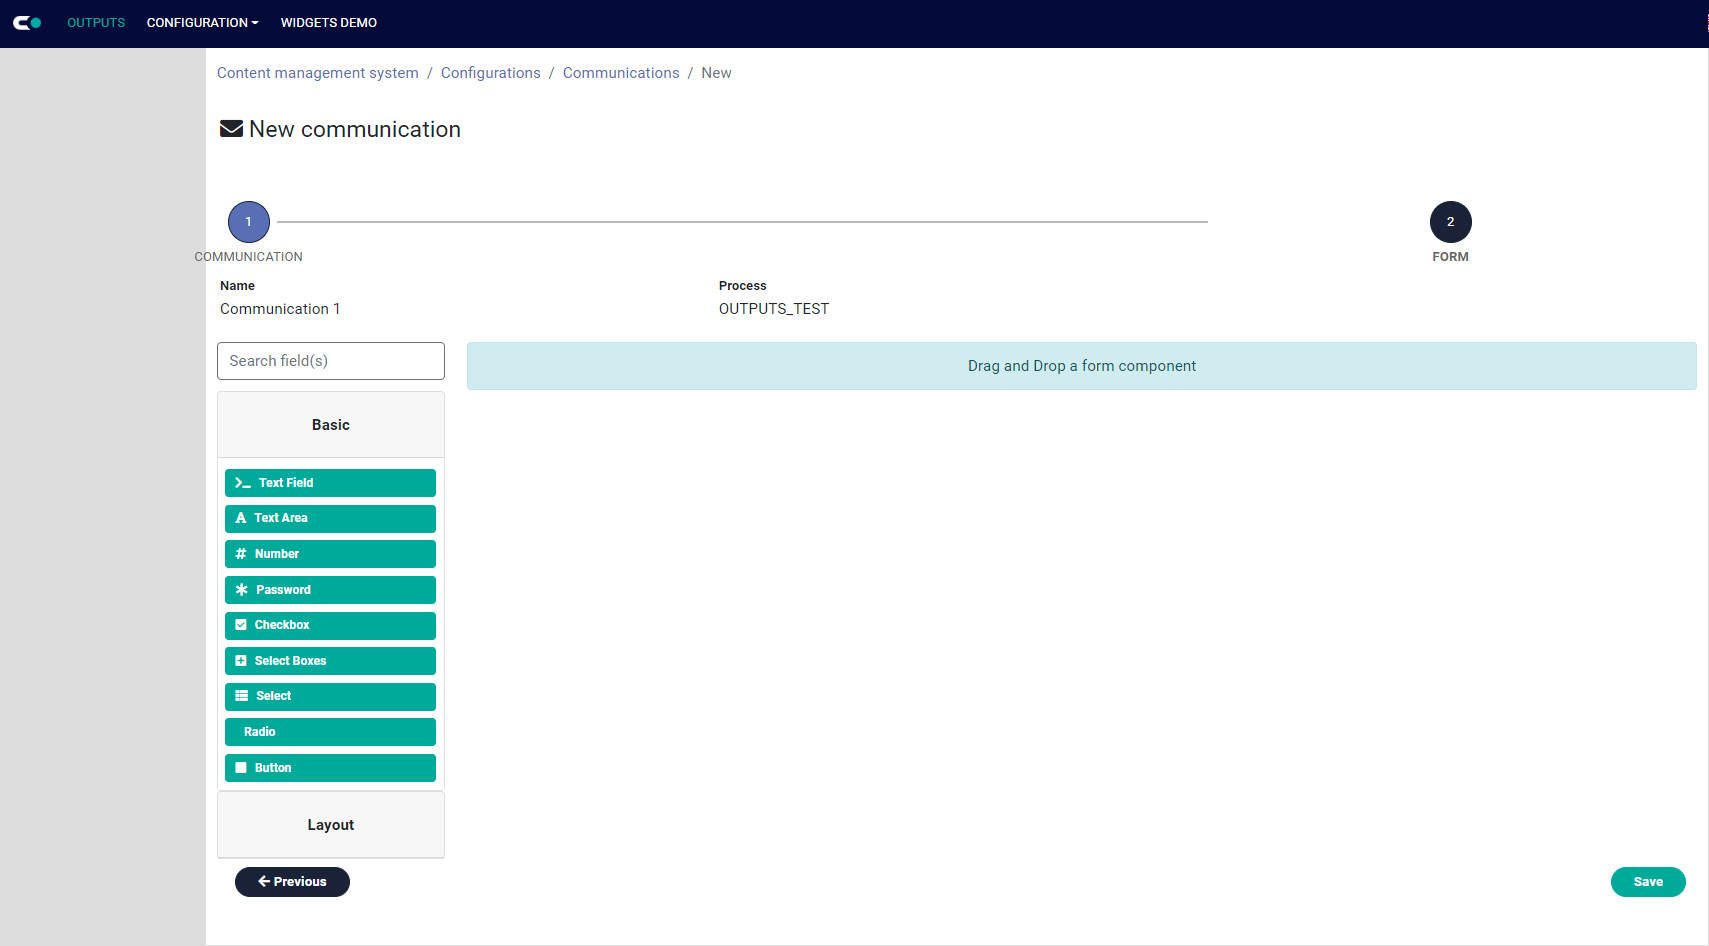 OUTPUTS CONFIGURATION WIDGETS DEMO
Content management system / Configurations / Communications / New
New communication
1 2
COMMUNICATION FORM
Name Process
Communication 1 OUTPUTS_TEST
Search field(s)
Drag and Drop a form component
Basic
Text Field
Text Area
Number
Password
Checkbox
Select Boxes
Select
Radio
Button
Layout
Previous Save